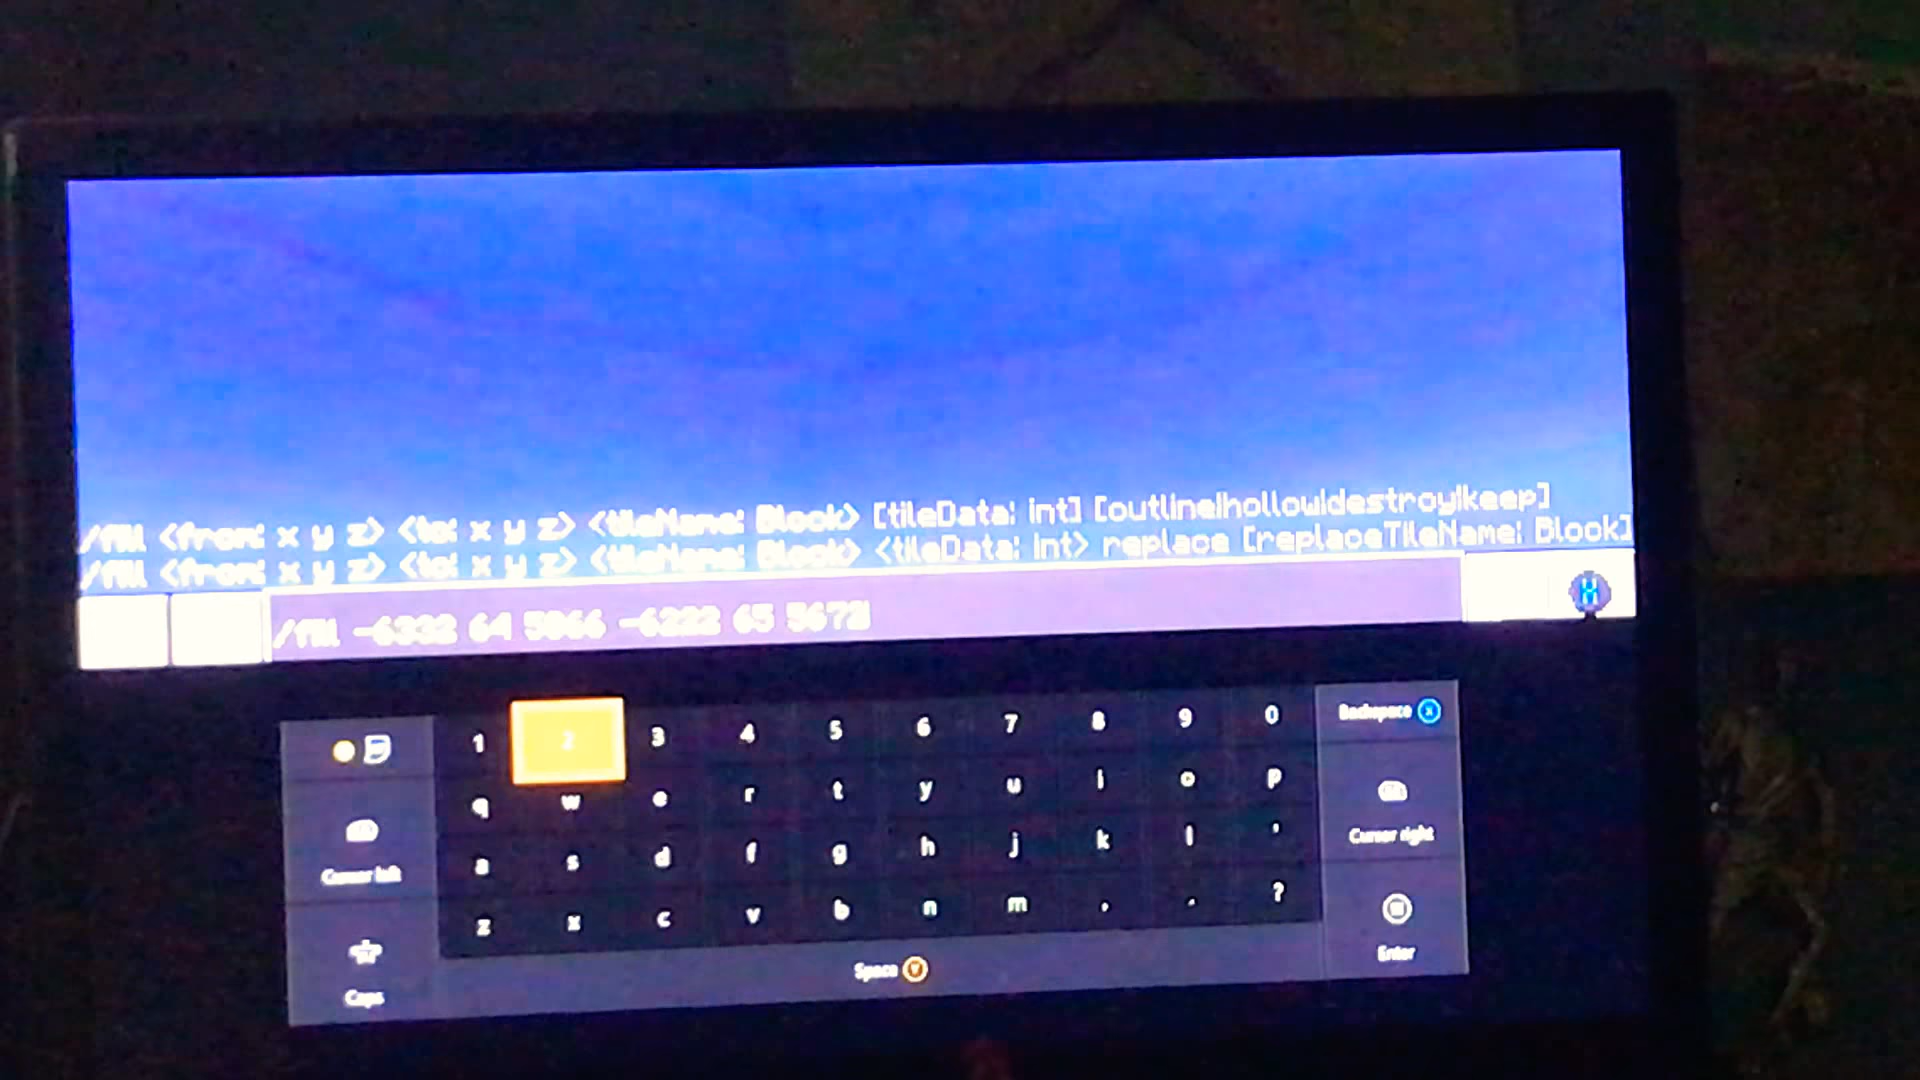 /fill <from: x y z> <to: x y z> <tileName: Block> [tileData: int] [outline|hollow|destroy|keep]
/fill <from: x y z> <to: x y z> <tileName: Block> <tileData: int> replace [replaceTileName: Block]
/fill -6332 64 5866 -6222 65 5672
1 2 3 4 5 6 7 8 9 0 Backspace X
q w e r t y u i o p
Cursor left a s d f g h j k l ' Cursor right
z x c v b n m , . ?
Caps Space Y Enter